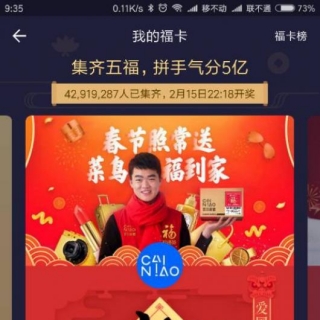 9:35
0.11K/s
移不动
联不通
73%
我的福卡
福卡榜
集齐五福，拼手气分5亿
42,919,287人已集齐，2月15日22:18开奖
春节照常送
菜鸟 福到家
福
CAI
NIAO
CAI
NIAO